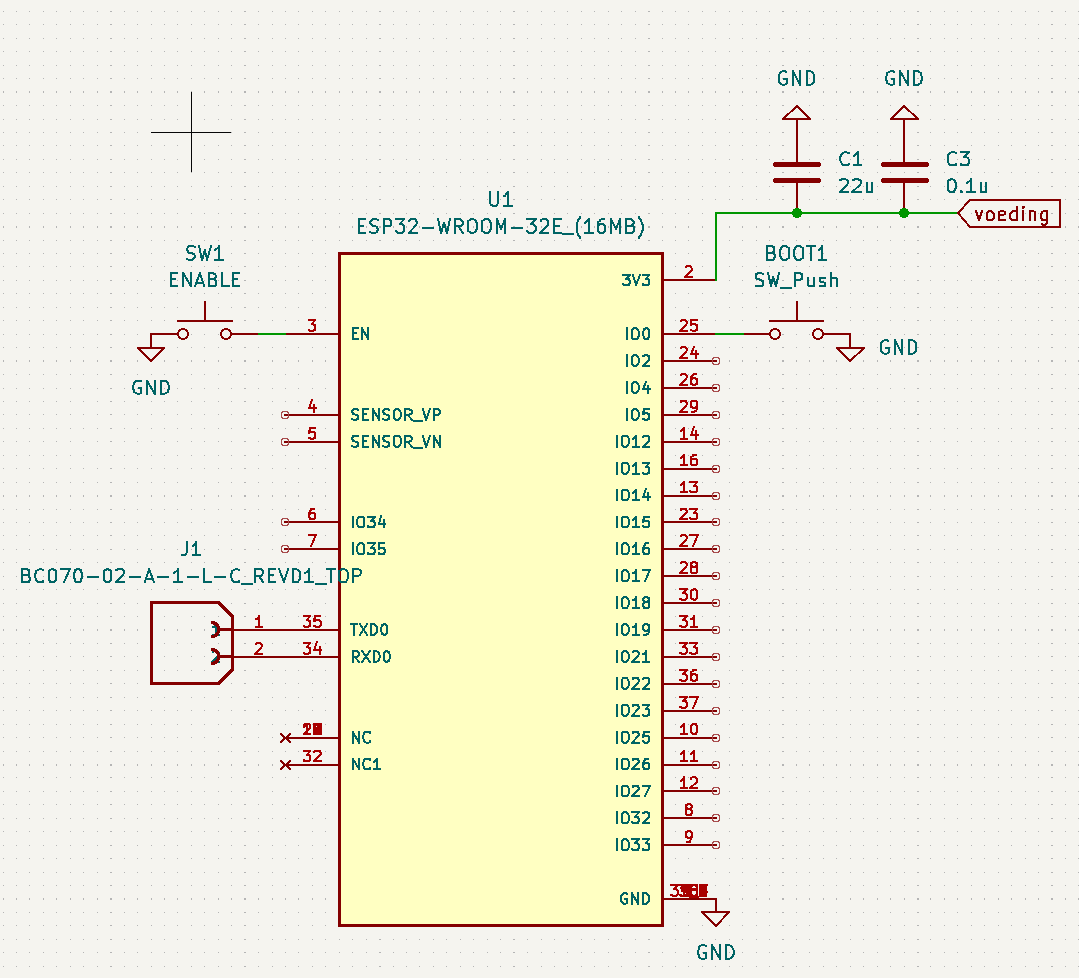 GND
GND
C1
22u
C3
0.1u
voeding
U1
ESP32-WROOM-32E_(16MB)
SW1
ENABLE
BOOT1
SW_Push
3V3
2
GND
3
EN
IO0
25
GND
IO2
24
IO4
26
4
SENSOR_VP
IO5
29
5
SENSOR_VN
IO12
14
IO13
16
IO14
13
6
IO34
IO15
23
7
IO35
IO16
27
J1
BC070-02-A-1-L-C_REVD1_TOP
IO17
28
IO18
30
1
35
TXD0
IO19
31
2
34
RXD0
IO21
33
IO22
36
IO23
37
NC
IO25
10
32
NC1
IO26
11
IO27
12
IO32
8
IO33
9
GND
GND